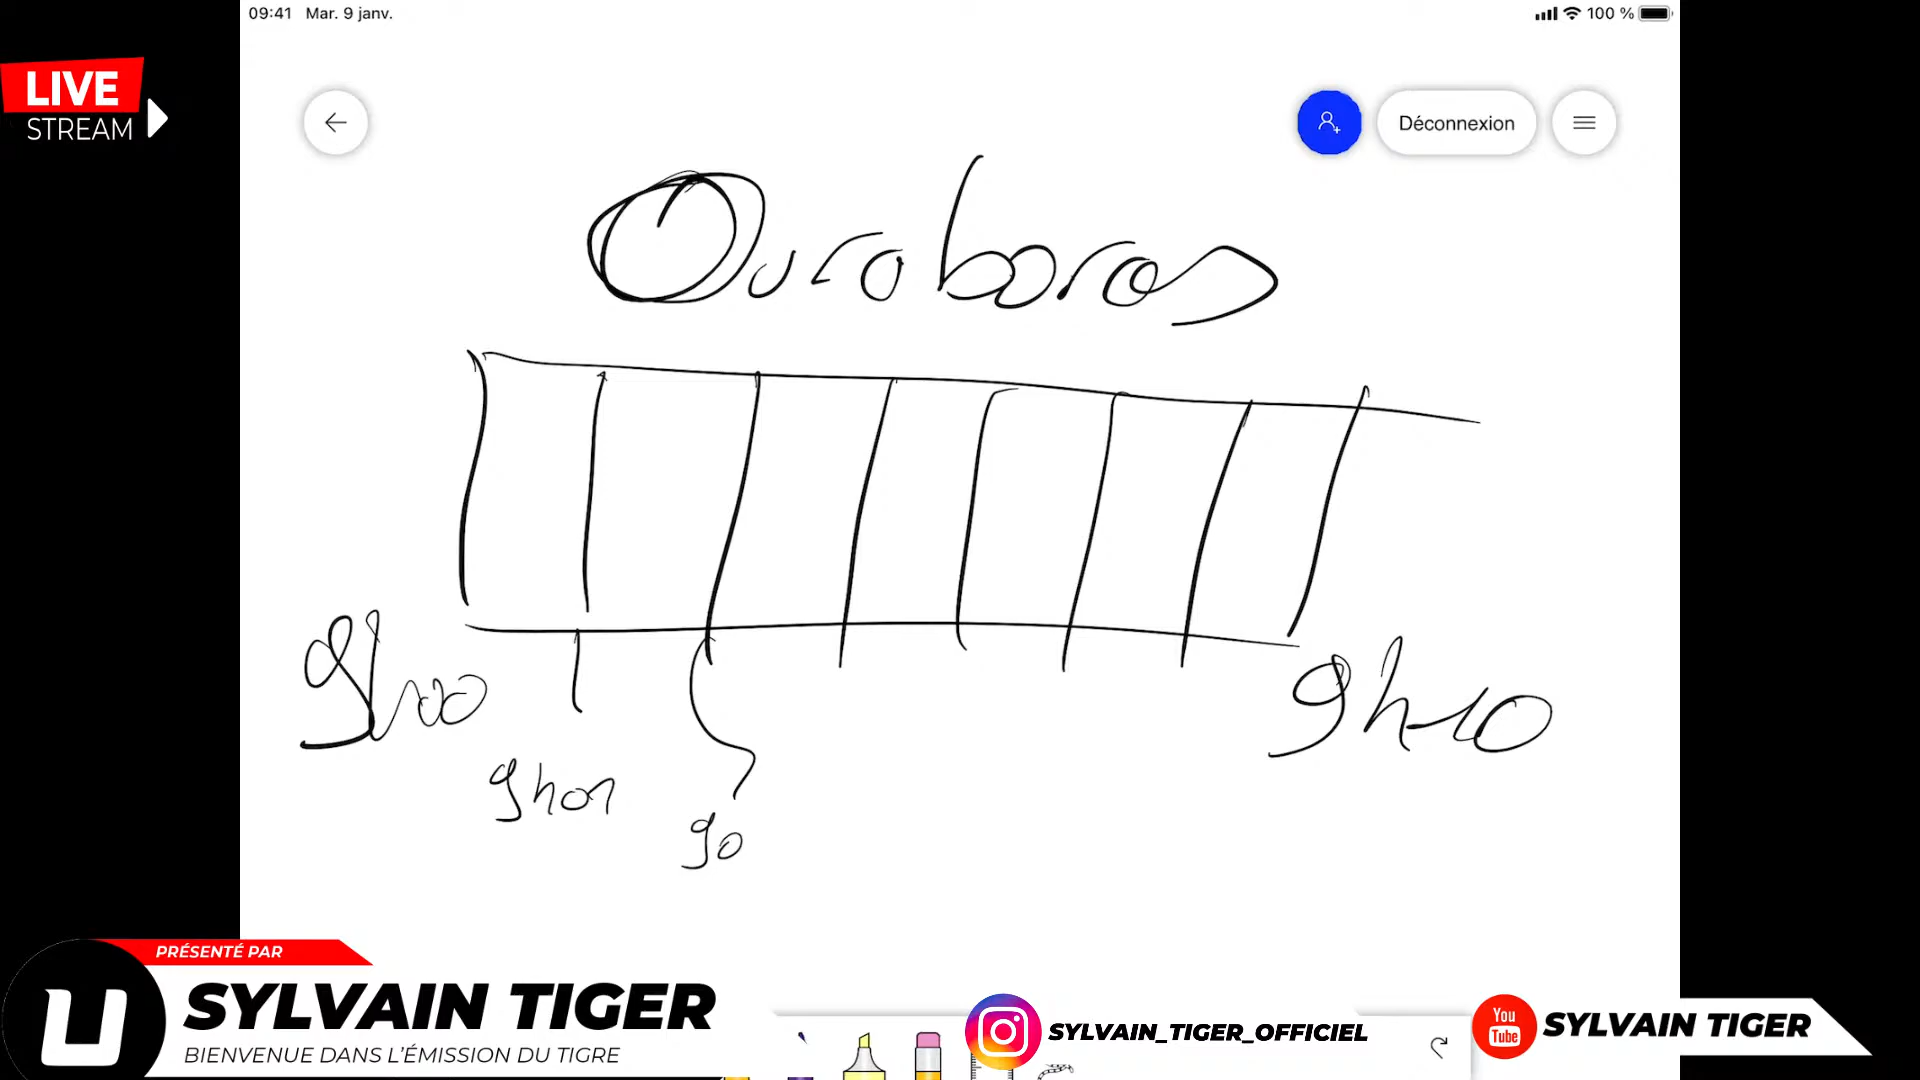 09:41 Mar. 9 janv.
100 %
LIVE
STREAM
Déconnexion
Ouroboros
9h00
9h10
9h01
90
PRÉSENTÉ PAR
SYLVAIN TIGER
BIENVENUE DANS L'ÉMISSION DU TIGRE
SYLVAIN_TIGER_OFFICIEL
You
Tube
SYLVAIN TIGER